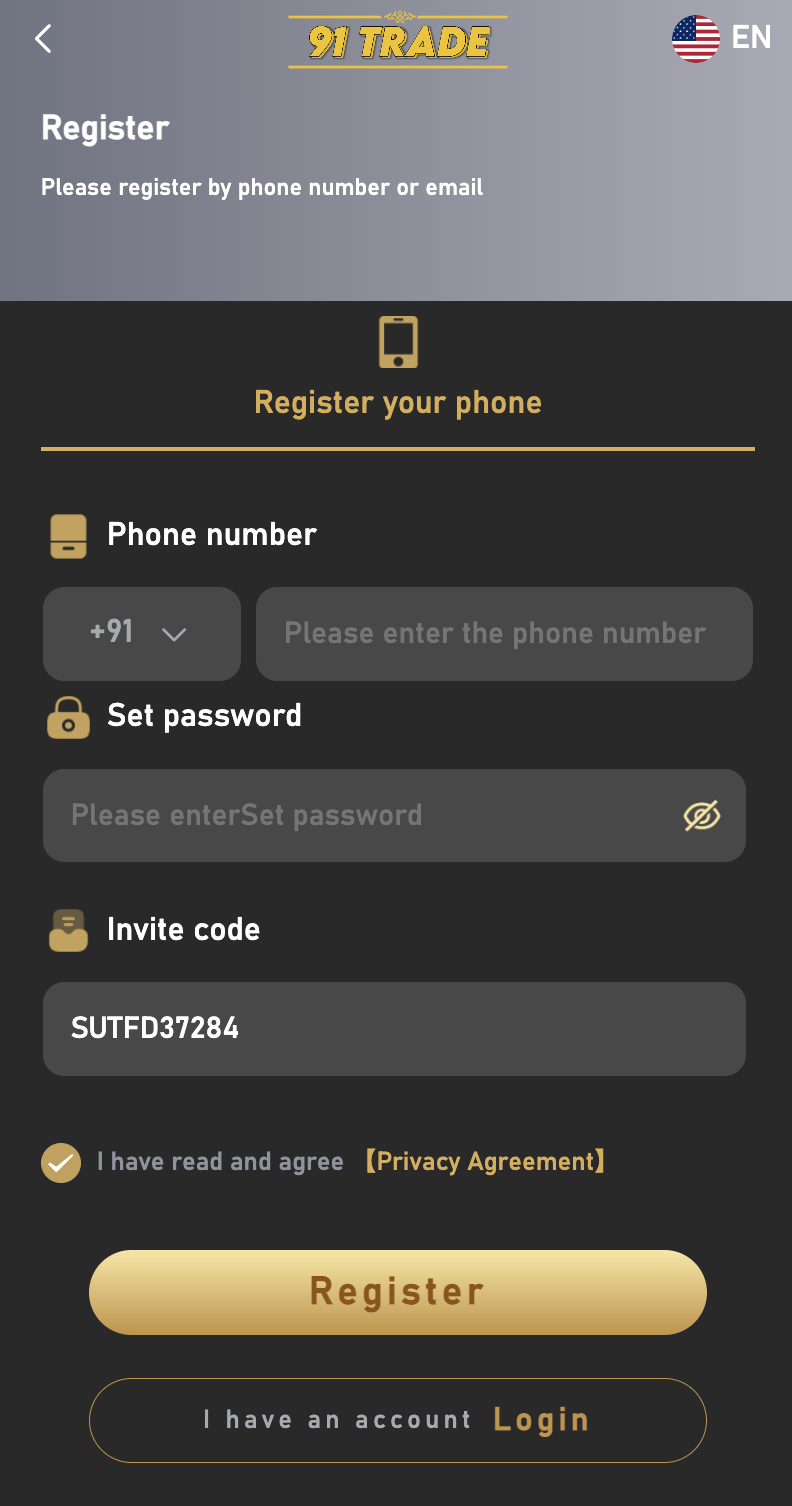 91 TRADE
EN
Register
Please register by phone number or email
Register your phone
Phone number
+91
Please enter the phone number
Set password
Please enterSet password
Invite code
SUTFD37284
I have read and agree 【Privacy Agreement】
Register
I have an account Login